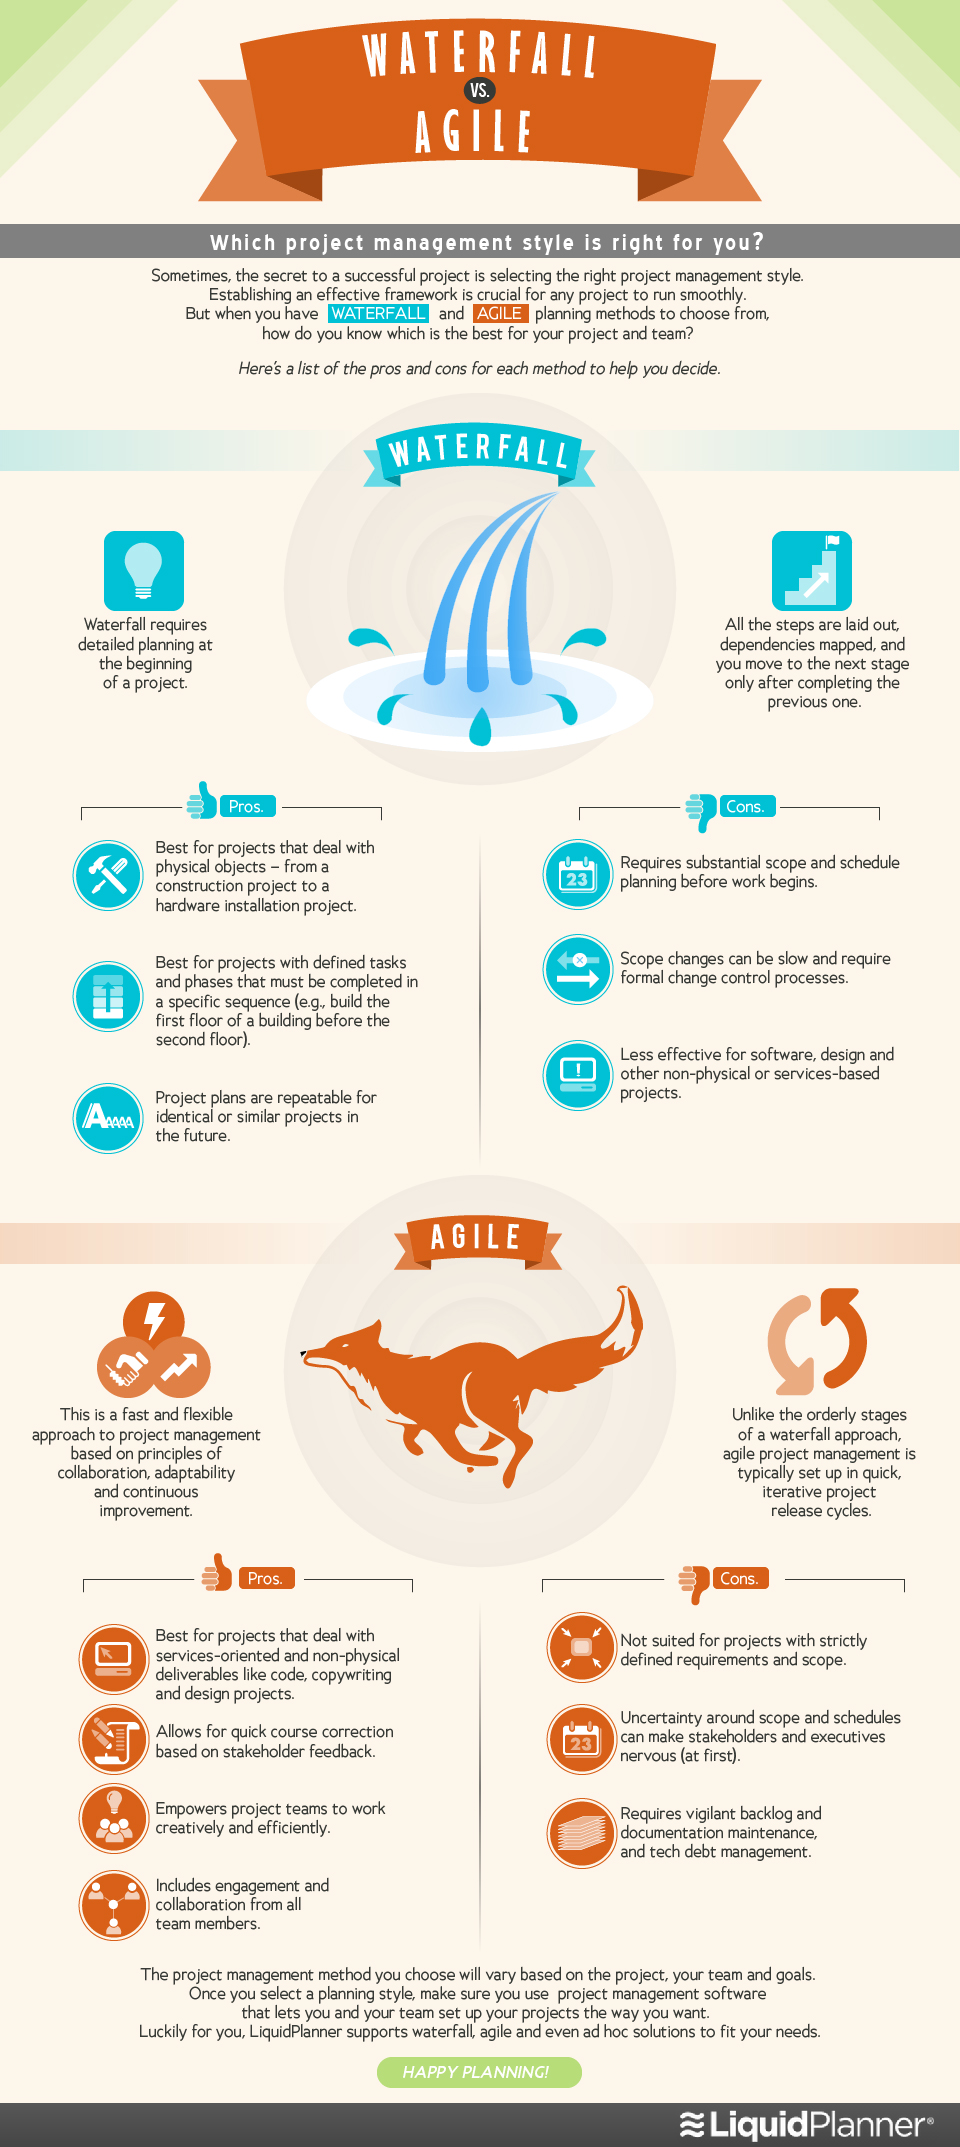 WATERFALL
VS.
AGILE
Which project management style is right for you?
Sometimes, the secret to a successful project is selecting the right project management style.
Establishing an effective framework is crucial for any project to run smoothly.
But when you have WATERFALL and AGILE planning methods to choose from,
how do you know which is the best for your project and team?
Here's a list of the pros and cons for each method to help you decide.
WATERFALL
Waterfall requires
detailed planning at
the beginning
of a project.
All the steps are laid out,
dependencies mapped, and
you move to the next stage
only after completing the
previous one.
Pros.
Best for projects that deal with
physical objects – from a
construction project to a
hardware installation project.
Best for projects with defined tasks
and phases that must be completed in
a specific sequence (e.g., build the
first floor of a building before the
second floor).
AAAAA
Project plans are repeatable for
identical or similar projects in
the future.
Cons.
23
Requires substantial scope and schedule
planning before work begins.
Scope changes can be slow and require
formal change control processes.
!
Less effective for software, design and
other non-physical or services-based
projects.
AGILE
This is a fast and flexible
approach to project management
based on principles of
collaboration, adaptability
and continuous
improvement.
Unlike the orderly stages
of a waterfall approach,
agile project management is
typically set up in quick,
iterative project
release cycles.
Pros.
Best for projects that deal with
services-oriented and non-physical
deliverables like code, copywriting
and design projects.
Allows for quick course correction
based on stakeholder feedback.
Empowers project teams to work
creatively and efficiently.
Includes engagement and
collaboration from all
team members.
Cons.
Not suited for projects with strictly
defined requirements and scope.
23
Uncertainty around scope and schedules
can make stakeholders and executives
nervous (at first).
Requires vigilant backlog and
documentation maintenance,
and tech debt management.
The project management method you choose will vary based on the project, your team and goals.
Once you select a planning style, make sure you use project management software
that lets you and your team set up your projects the way you want.
Luckily for you, LiquidPlanner supports waterfall, agile and even ad hoc solutions to fit your needs.
HAPPY PLANNING!
LiquidPlanner®